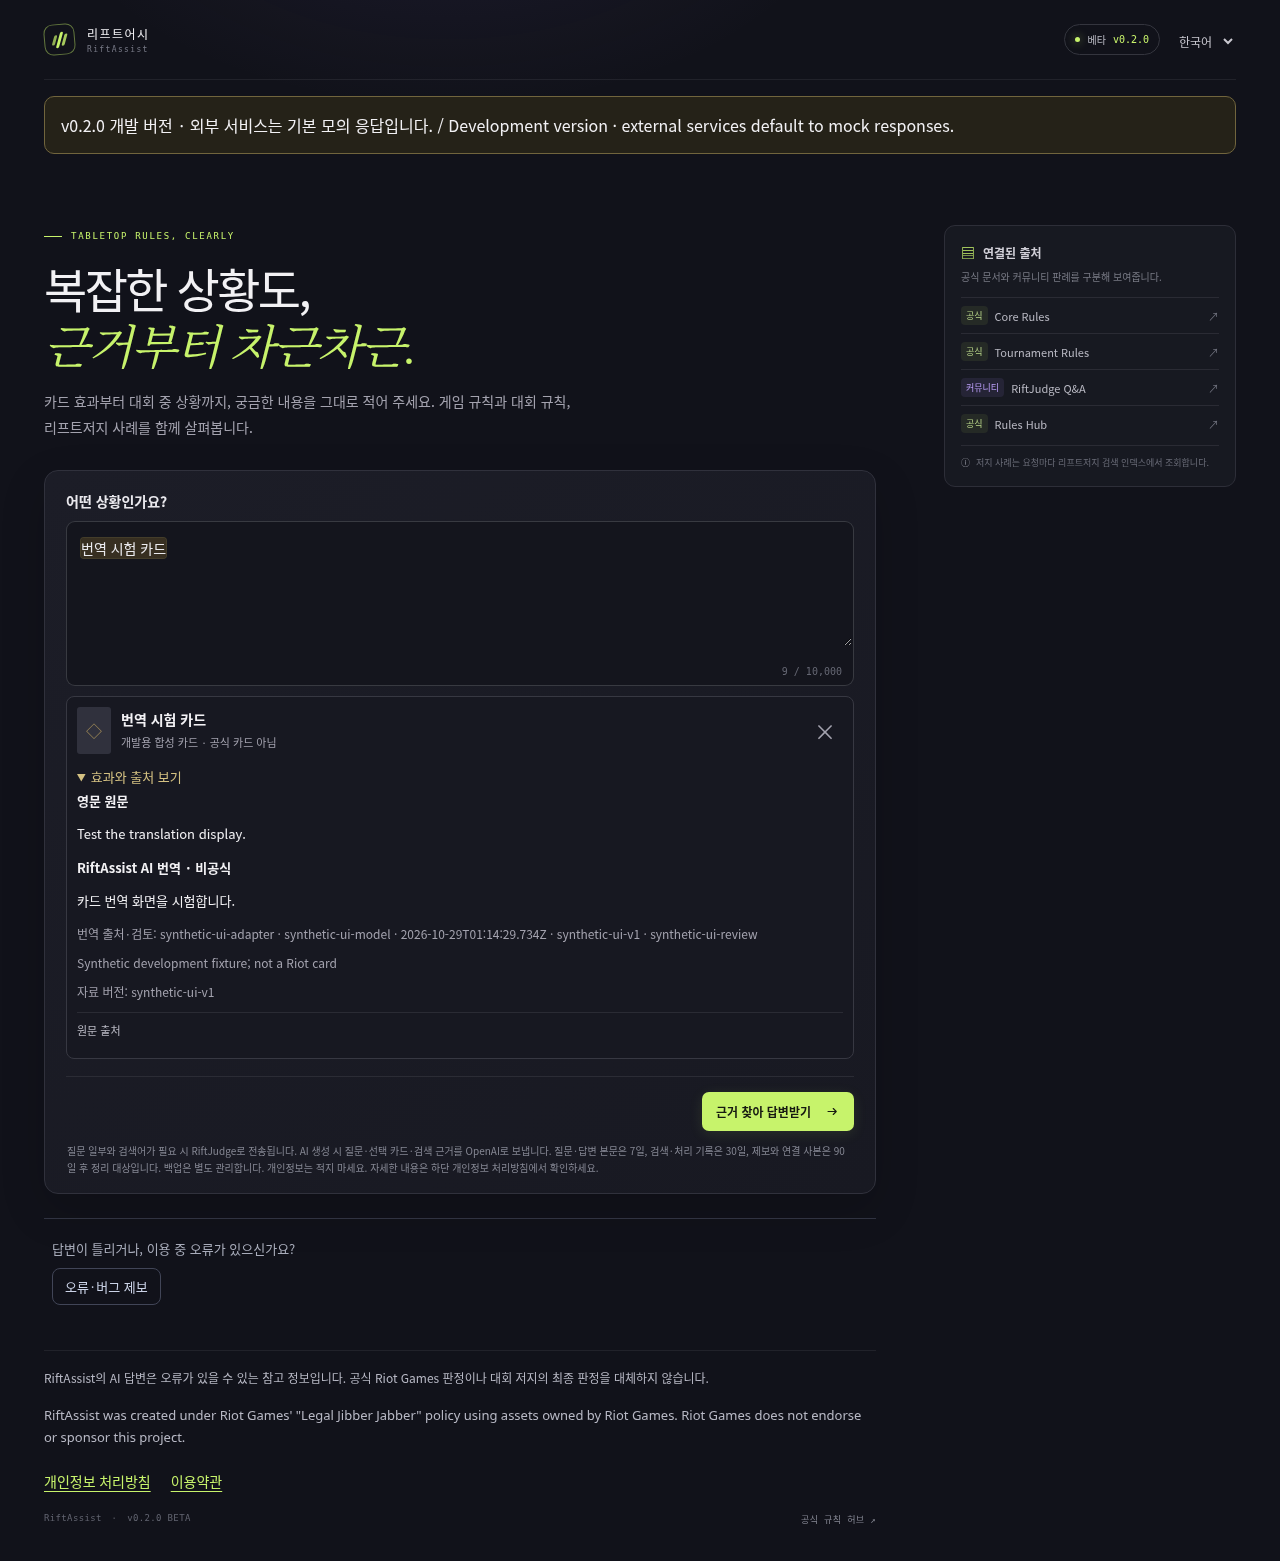 리프트어시
RiftAssist
베타 v0.2.0
한국어
v0.2.0 개발 버전 · 외부 서비스는 기본 모의 응답입니다. / Development version · external services default to mock responses.
TABLETOP RULES, CLEARLY
복잡한 상황도,
근거부터 차근차근.
카드 효과부터 대회 중 상황까지, 궁금한 내용을 그대로 적어 주세요. 게임 규칙과 대회 규칙,
리프트저지 사례를 함께 살펴봅니다.
연결된 출처
공식 문서와 커뮤니티 판례를 구분해 보여줍니다.
공식 Core Rules ↗
공식 Tournament Rules ↗
커뮤니티 RiftJudge Q&A ↗
공식 Rules Hub ↗
저지 사례는 요청마다 리프트저지 검색 인덱스에서 조회합니다.
어떤 상황인가요?
번역 시험 카드
9 / 10,000
번역 시험 카드
개발용 합성 카드 · 공식 카드 아님
▼ 효과와 출처 보기
영문 원문
Test the translation display.
RiftAssist AI 번역 · 비공식
카드 번역 화면을 시험합니다.
번역 출처·검토: synthetic-ui-adapter · synthetic-ui-model · 2026-10-29T01:14:29.734Z · synthetic-ui-v1 · synthetic-ui-review
Synthetic development fixture; not a Riot card
자료 버전: synthetic-ui-v1
원문 출처
근거 찾아 답변받기 →
질문 일부와 검색어가 필요 시 RiftJudge로 전송됩니다. AI 생성 시 질문·선택 카드·검색 근거를 OpenAI로 보냅니다. 질문·답변 본문은 7일, 검색·처리 기록은 30일, 제보와 연결 사본은 90
일 후 정리 대상입니다. 백업은 별도 관리합니다. 개인정보는 적지 마세요. 자세한 내용은 하단 개인정보 처리방침에서 확인하세요.
답변이 틀리거나, 이용 중 오류가 있으신가요?
오류·버그 제보
RiftAssist의 AI 답변은 오류가 있을 수 있는 참고 정보입니다. 공식 Riot Games 판정이나 대회 저지의 최종 판정을 대체하지 않습니다.
RiftAssist was created under Riot Games' "Legal Jibber Jabber" policy using assets owned by Riot Games. Riot Games does not endorse
or sponsor this project.
개인정보 처리방침 이용약관
RiftAssist · v0.2.0 BETA
공식 규칙 허브 ↗